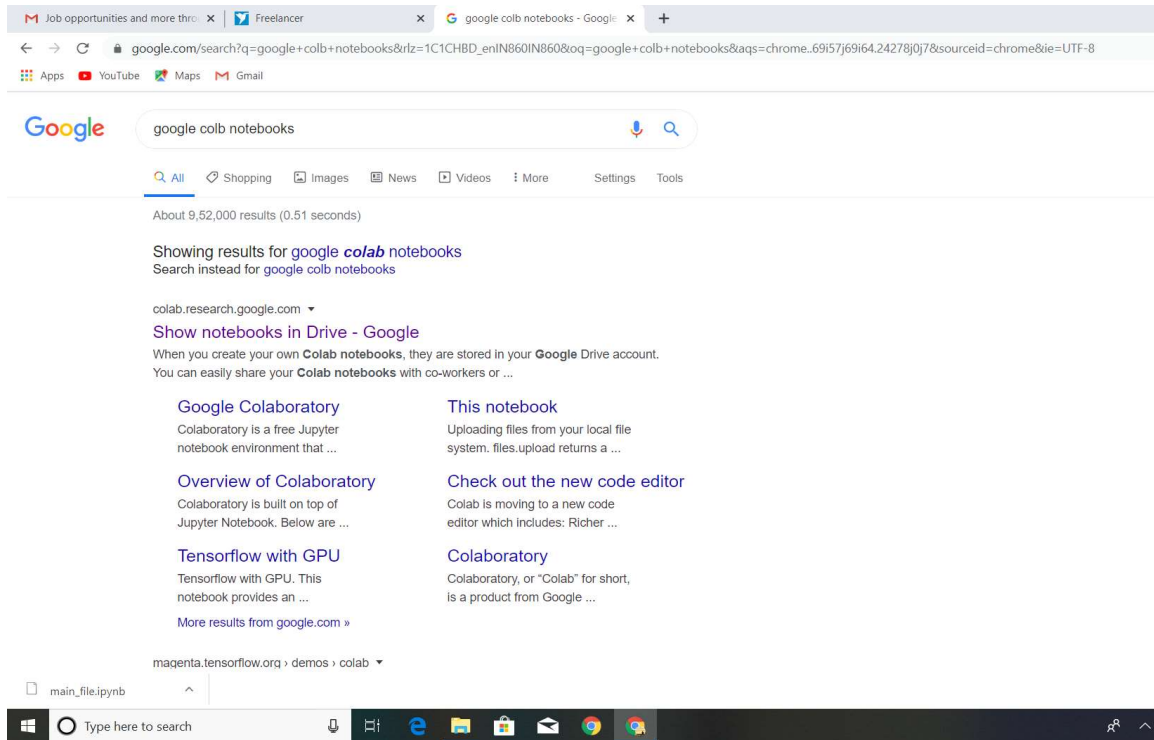 Job opportunities and more thro
Freelancer
google colb notebooks - Google
google.com/search?q=google+colb+notebooks&rlz=1C1CHBD_enIN860IN860&oq=google+colb+notebooks&aqs=chrome..69i57j69i64.24278j0j7&sourceid=chrome&ie=UTF-8
Apps YouTube Maps Gmail
Google google colb notebooks
All Shopping Images News Videos More Settings Tools
About 9,52,000 results (0.51 seconds)
Showing results for google colab notebooks
Search instead for google colb notebooks
colab.research.google.com
Show notebooks in Drive - Google
When you create your own Colab notebooks, they are stored in your Google Drive account.
You can easily share your Colab notebooks with co-workers or ...
Google Colaboratory
Colaboratory is a free Jupyter
notebook environment that ...
This notebook
Uploading files from your local file
system. files.upload returns a ...
Overview of Colaboratory
Colaboratory is built on top of
Jupyter Notebook. Below are ...
Check out the new code editor
Colab is moving to a new code
editor which includes: Richer ...
Tensorflow with GPU
Tensorflow with GPU. This
notebook provides an ...
Colaboratory
Colaboratory, or “Colab” for short,
is a product from Google ...
More results from google.com »
magenta.tensorflow.org › demos › colab
main_file.ipynb
Type here to search